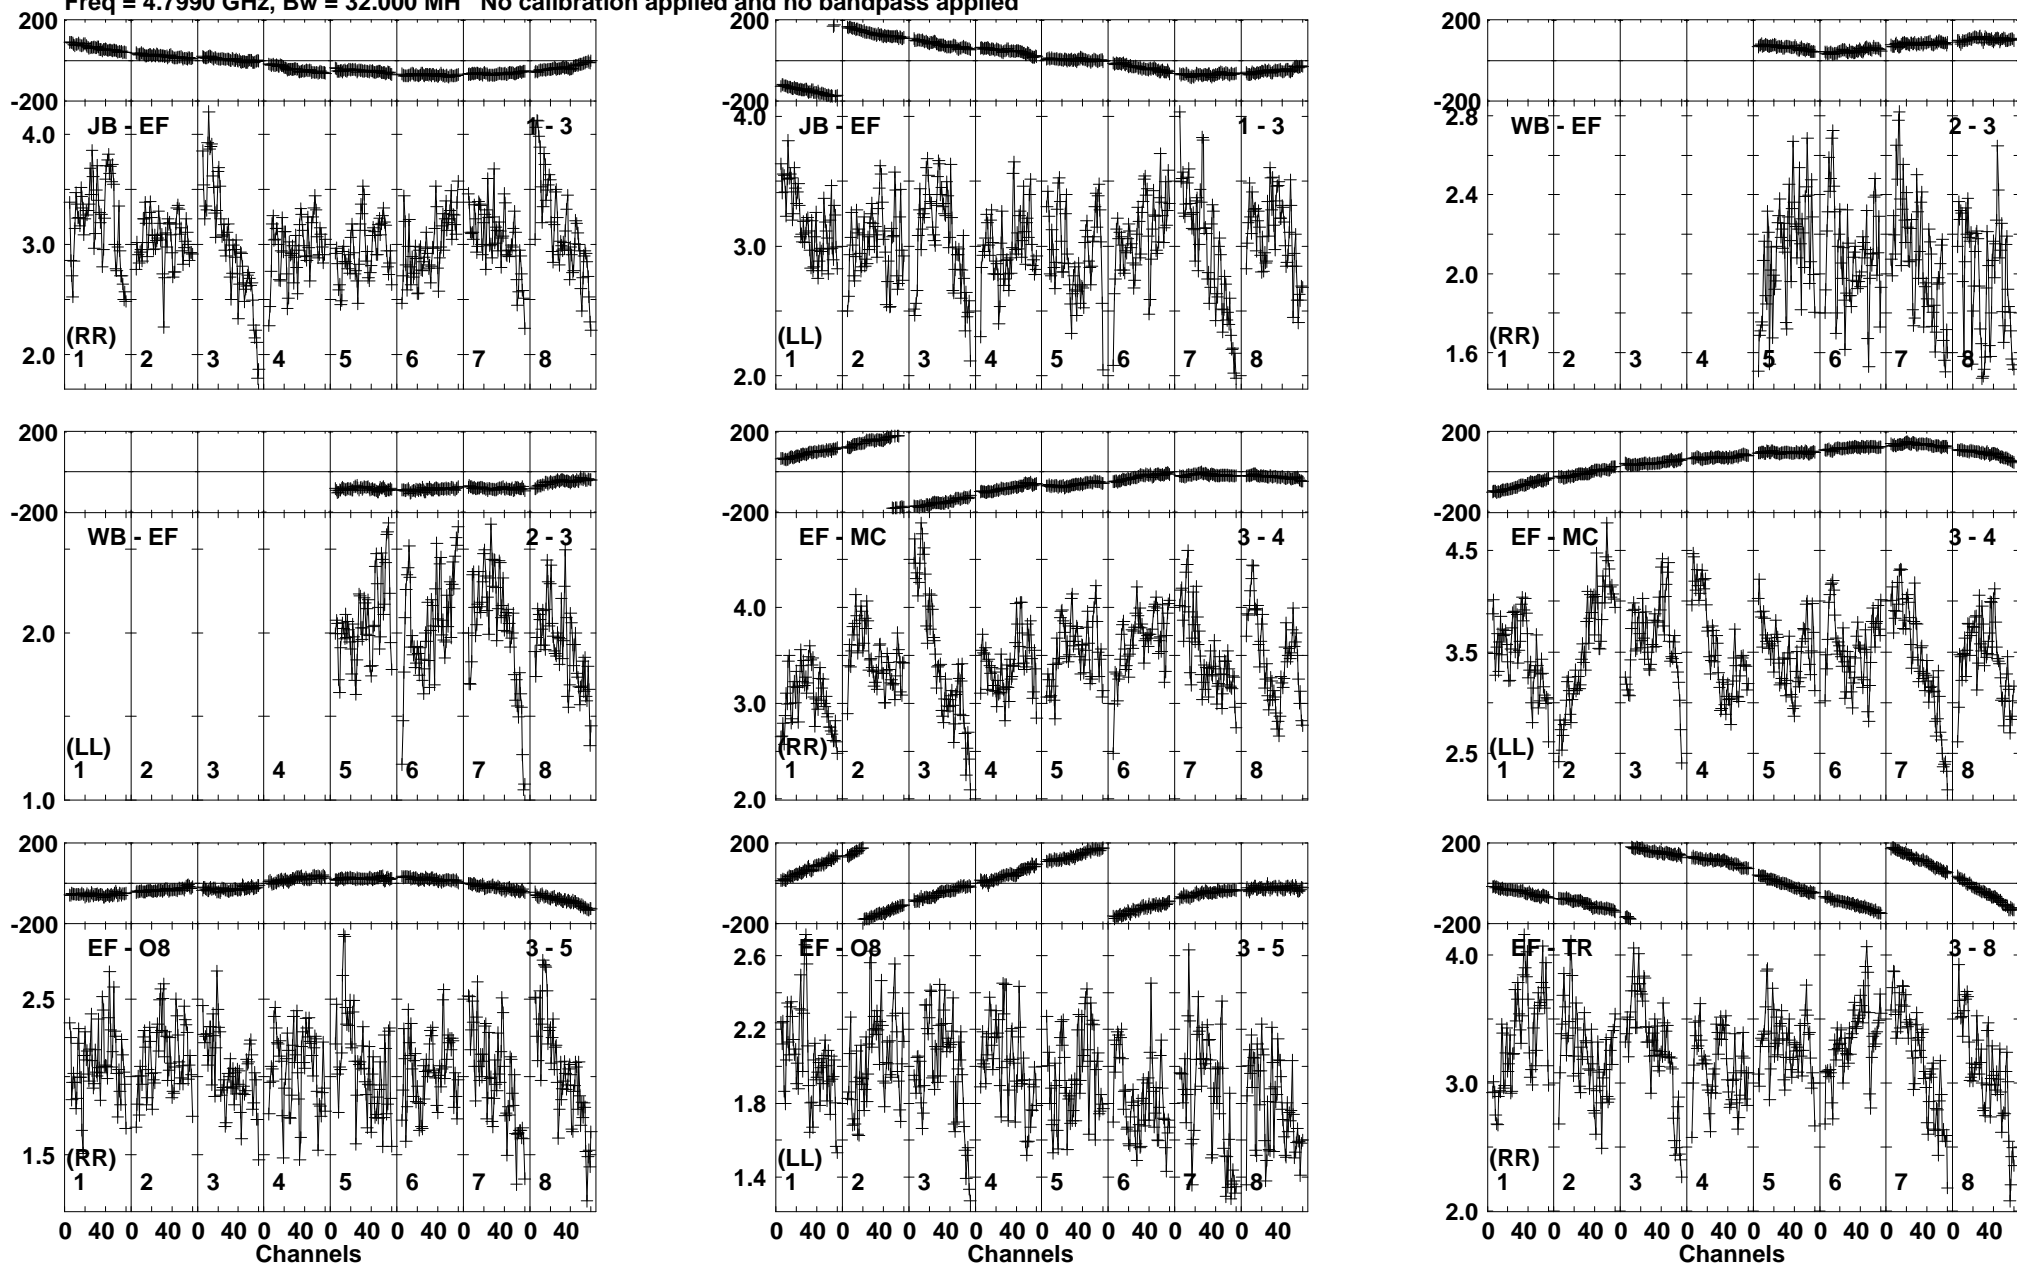 Freq = 4.7990 GHz, Bw = 32.000 MH No calibration applied and no bandpass applied
200
-200
JB - EF
1 - 3
4.0
3.0
2.0
(RR)
1 2 3 4 5 6 7 8
200
-200
JB - EF
1 - 3
4.0
3.0
2.0
(LL)
1 2 3 4 5 6 7 8
200
-200
WB - EF
2 - 3
2.8
2.4
2.0
1.6
(RR)
1 2 3 4 5 6 7 8
200
-200
WB - EF
2 - 3
2.0
1.0
(LL)
1 2 3 4 5 6 7 8
200
-200
EF - MC
3 - 4
4.0
3.0
2.0
(RR)
1 2 3 4 5 6 7 8
200
-200
EF - MC
3 - 4
4.5
3.5
2.5
(LL)
1 2 3 4 5 6 7 8
200
-200
EF - O8
3 - 5
2.5
1.5
(RR)
1 2 3 4 5 6 7 8
0 40 0 40 0 40 0 40 0 40 0 40 0 40 0 40
Channels
200
-200
EF - O8
3 - 5
2.6
2.2
1.8
1.4
(LL)
1 2 3 4 5 6 7 8
0 40 0 40 0 40 0 40 0 40 0 40 0 40 0 40
Channels
200
-200
EF - TR
3 - 8
4.0
3.0
2.0
(RR)
1 2 3 4 5 6 7 8
0 40 0 40 0 40 0 40 0 40 0 40 0 40 0 40
Channels